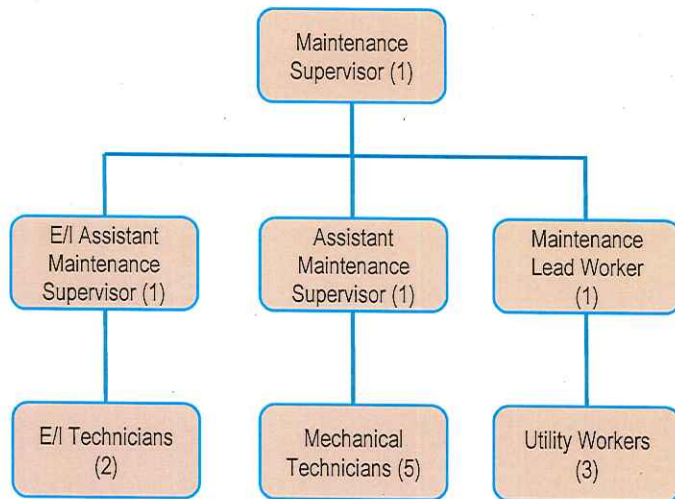 Maintenance
Supervisor (1)
E/I Assistant
Maintenance
Supervisor (1)
Assistant
Maintenance
Supervisor (1)
Maintenance
Lead Worker
(1)
E/I Technicians
(2)
Mechanical
Technicians (5)
Utility Workers
(3)